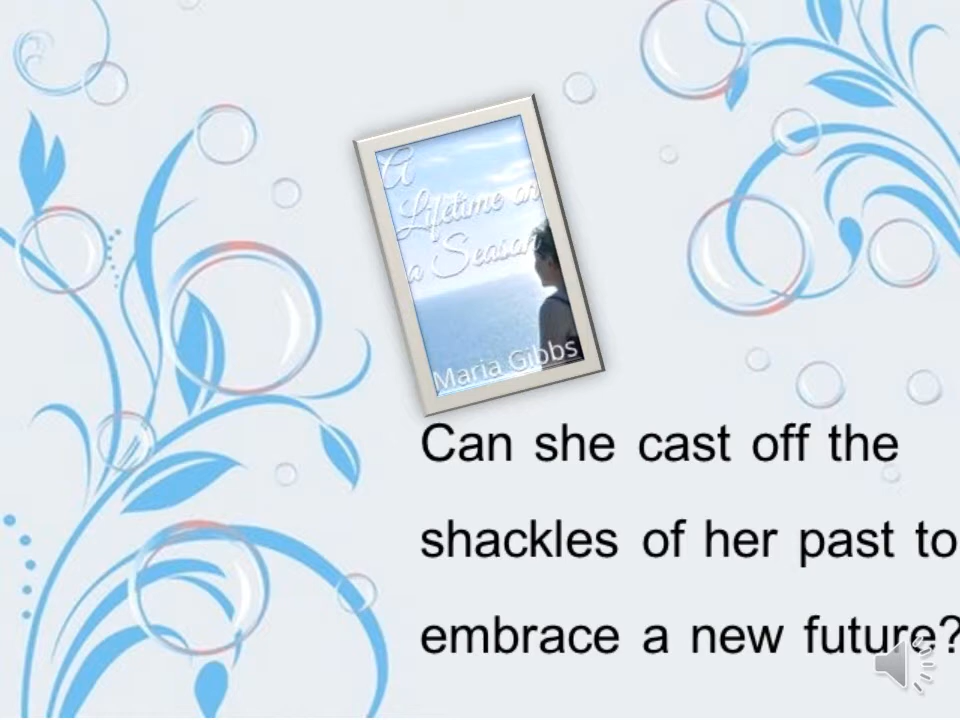 A
Lifetime or
a Season
Maria Gibbs
Can she cast off the
shackles of her past to
embrace a new future?